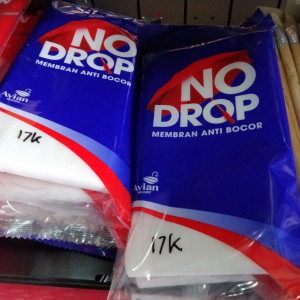 NO
DROP
MEMBRAN ANTI BOCOR
Avian
17K
NO
DROP
MEMBRAN ANTI BOCOR
Avian
17K